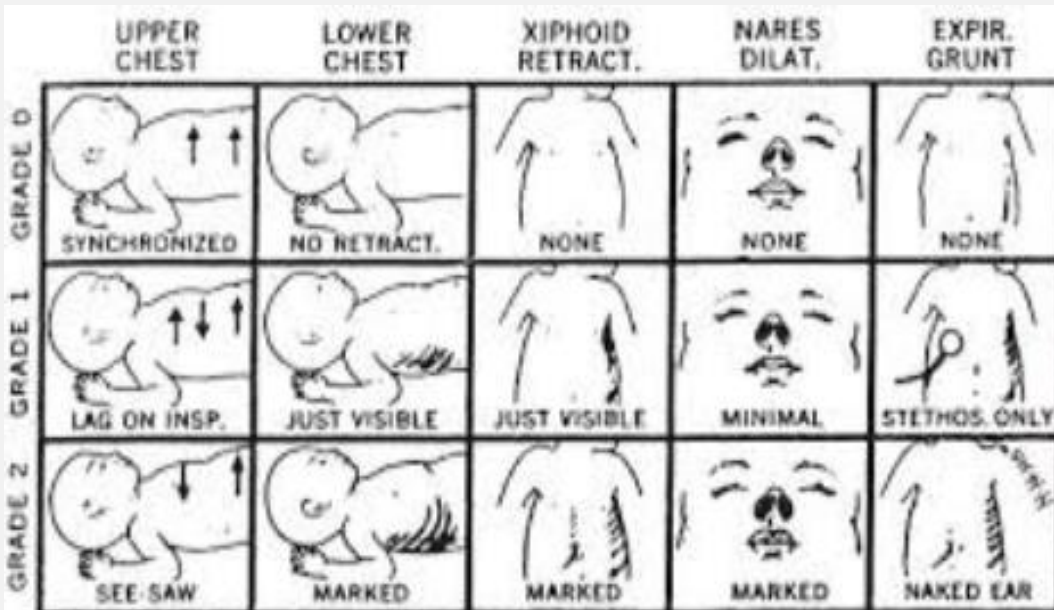 UPPER CHEST
LOWER CHEST
XIPHOID RETRACT.
NARES DILAT.
EXPIR. GRUNT
GRADE 0
SYNCHRONIZED
NO RETRACT.
NONE
NONE
NONE
GRADE 1
LAG ON INSP.
JUST VISIBLE
JUST VISIBLE
MINIMAL
STETHOS. ONLY
GRADE 2
SEE-SAW
MARKED
MARKED
MARKED
NAKED EAR